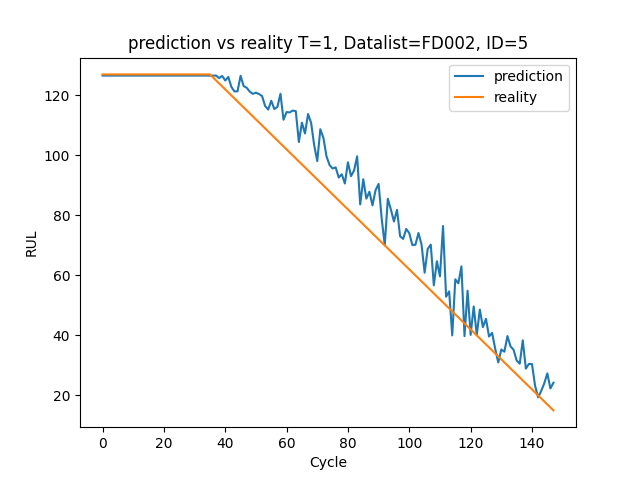 prediction vs reality T=1, Datalist=FD002, ID=5
prediction
reality
120
100
80
60
40
20
RUL
0 20 40 60 80 100 120 140
Cycle